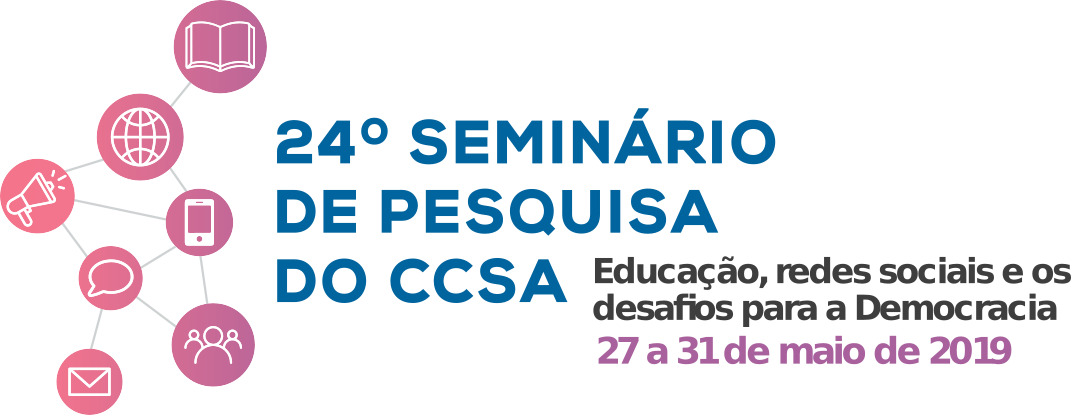 24º SEMINÁRIO
DE PESQUISA
DO CCSA
Educação, redes sociais e os
desafios para a Democracia
27 a 31 de maio de 2019